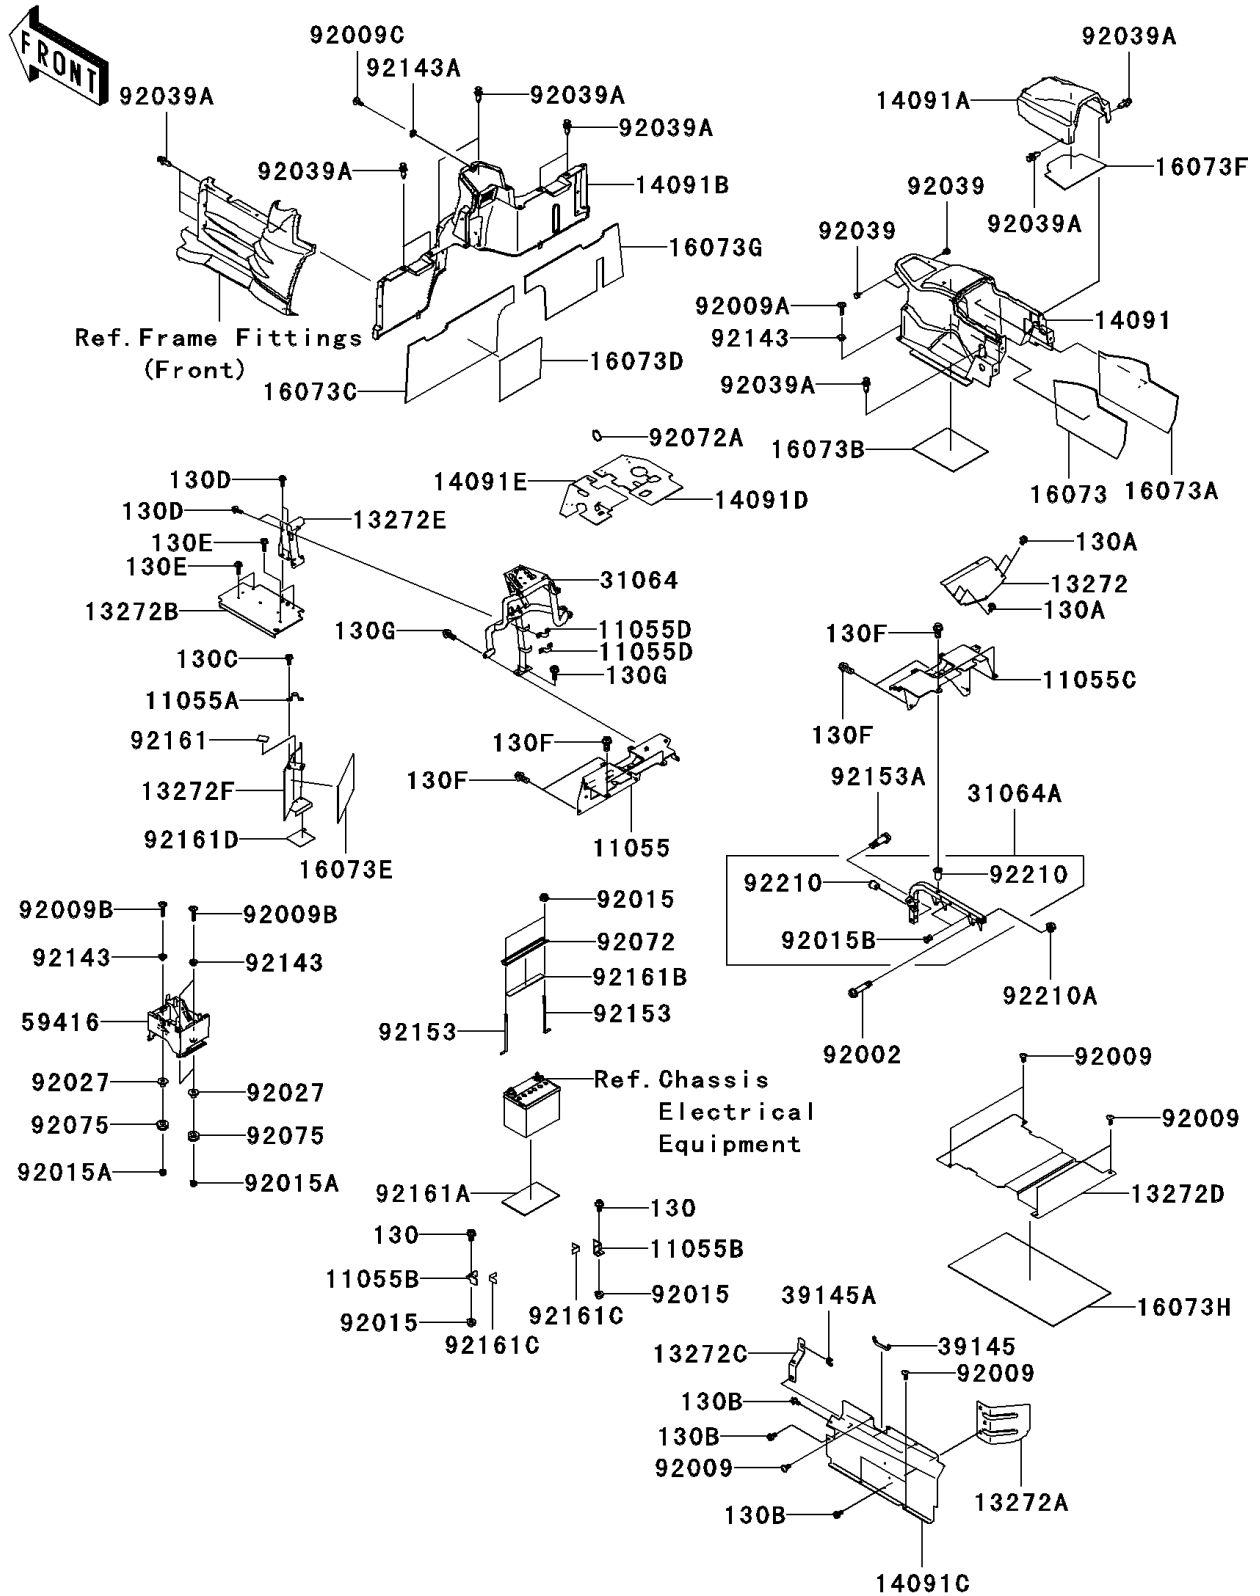 FRONT
92009C
92143A
92039A
92039A
92039A
92039A
14091A
92039A
92039A
14091B
16073F
92039
92039A
92039
16073G
92009A
14091
92143
Ref.Frame Fittings
(Front)
16073D
16073C
92039A
92072A
16073B
14091E
14091D
16073
16073A
130D
130D
13272E
130E
130E
13272B
31064
130A
13272
130A
130G
11055D
11055D
130G
130F
11055C
130C
11055A
92161
130F
130F
130F
13272F
92153A
31064A
92161D
16073E
11055
92210
92210
92009B
92009B
92015
92015B
92143
92143
92072
92161B
92210A
59416
92153
92153
92002
92027
92027
Ref.Chassis
Electrical
Equipment
92009
92009
92075
92075
92015A
92015A
92161A
13272D
130
130
11055B
11055B
92015
92015
92161C
92161C
39145A
16073H
13272C
39145
92009
130B
130B
92009
130B
13272A
14091C